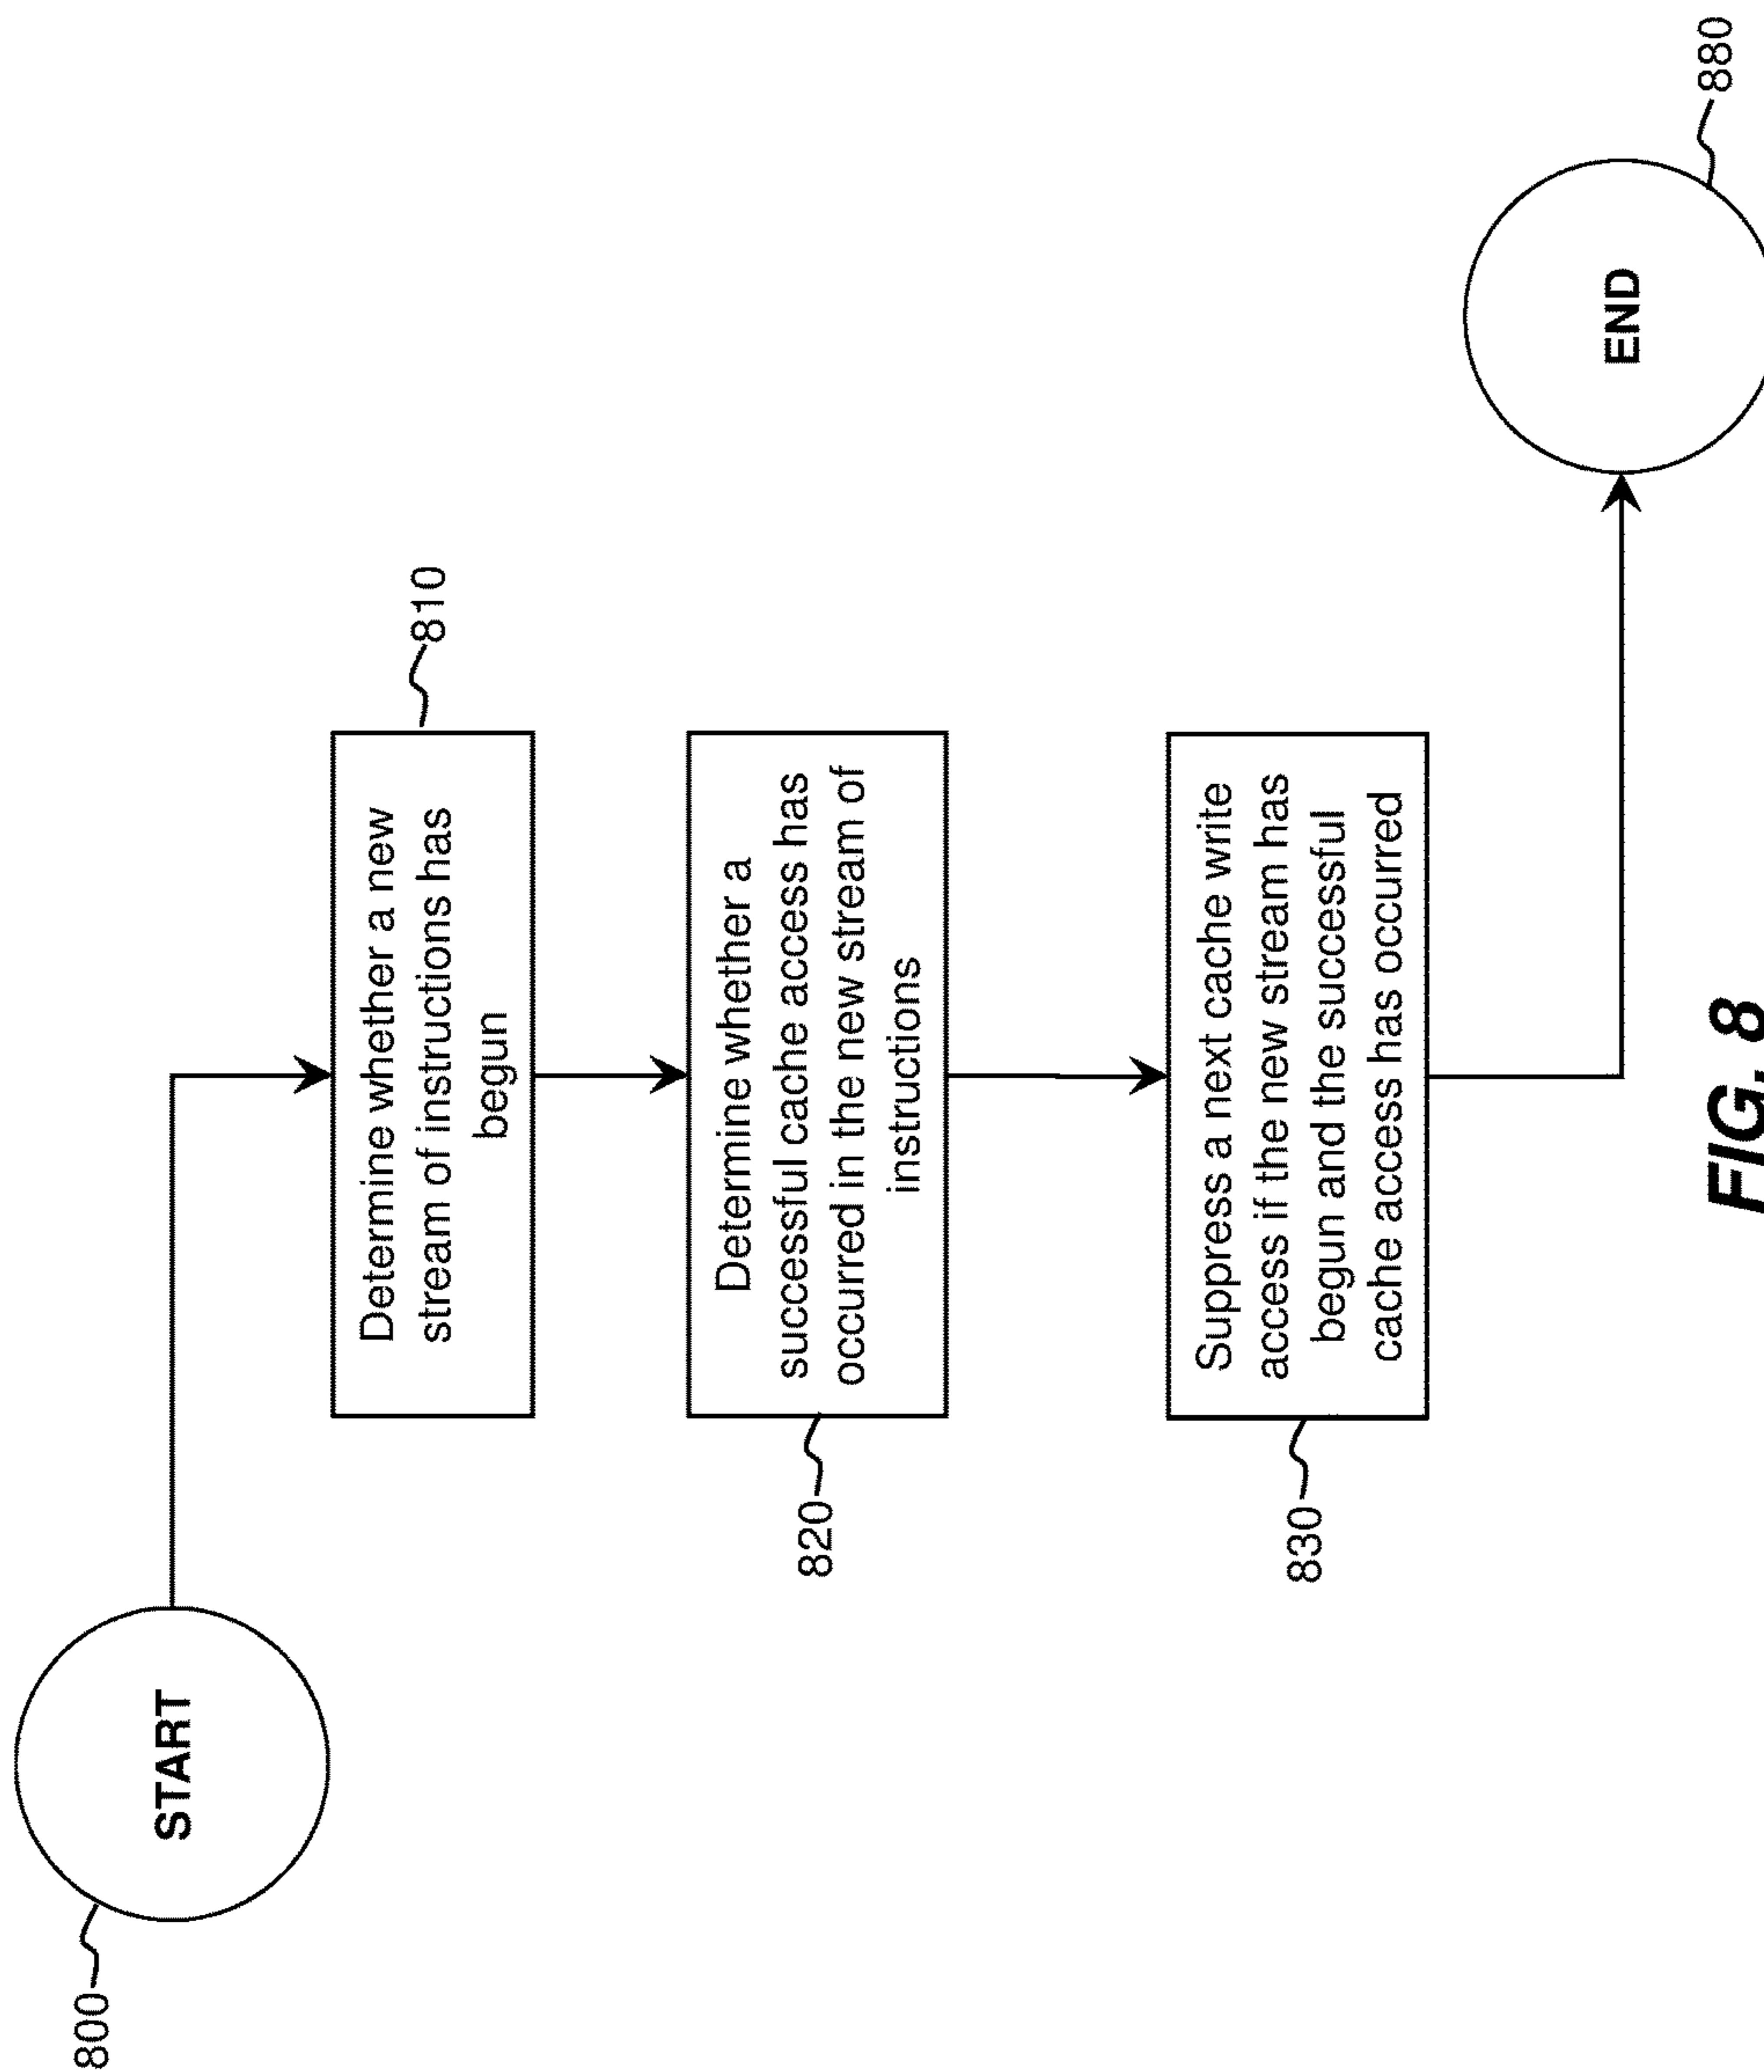 800
START
810
Determine whether a new
stream of instructions has
begun
820
Determine whether a
successful cache access has
occurred in the new stream of
instructions
830
Suppress a next cache write
access if the new stream has
begun and the successful
cache access has occurred
END
880
FIG. 8